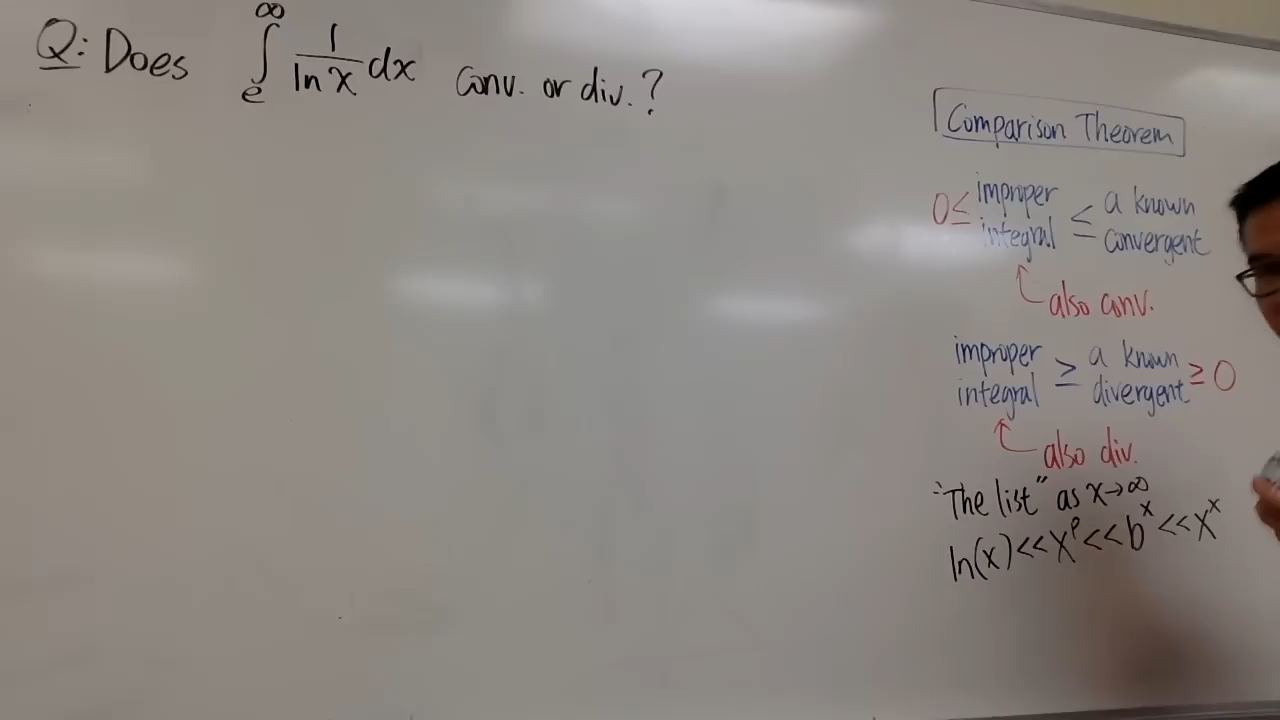 Q: Does ∫_e^∞ 1/ln x dx conv. or div.?
Comparison Theorem
0 ≤ improper integral ≤ a known convergent
also conv.
improper integral ≥ a known divergent ≥ 0
also div.
"The list" as x→∞
ln(x) << x^p << b^x << x^x